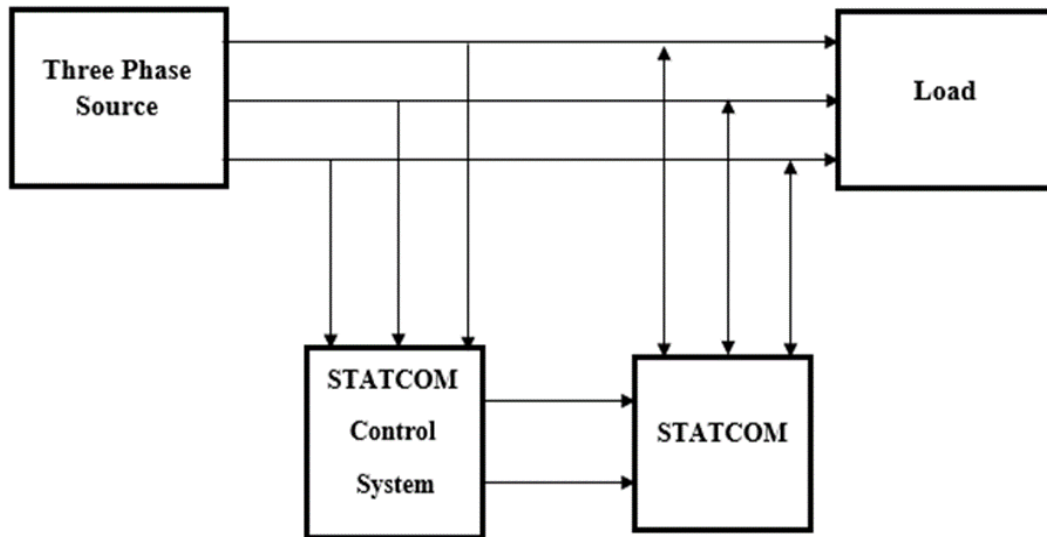 Three Phase
Source
Load
STATCOM
Control
System
STATCOM